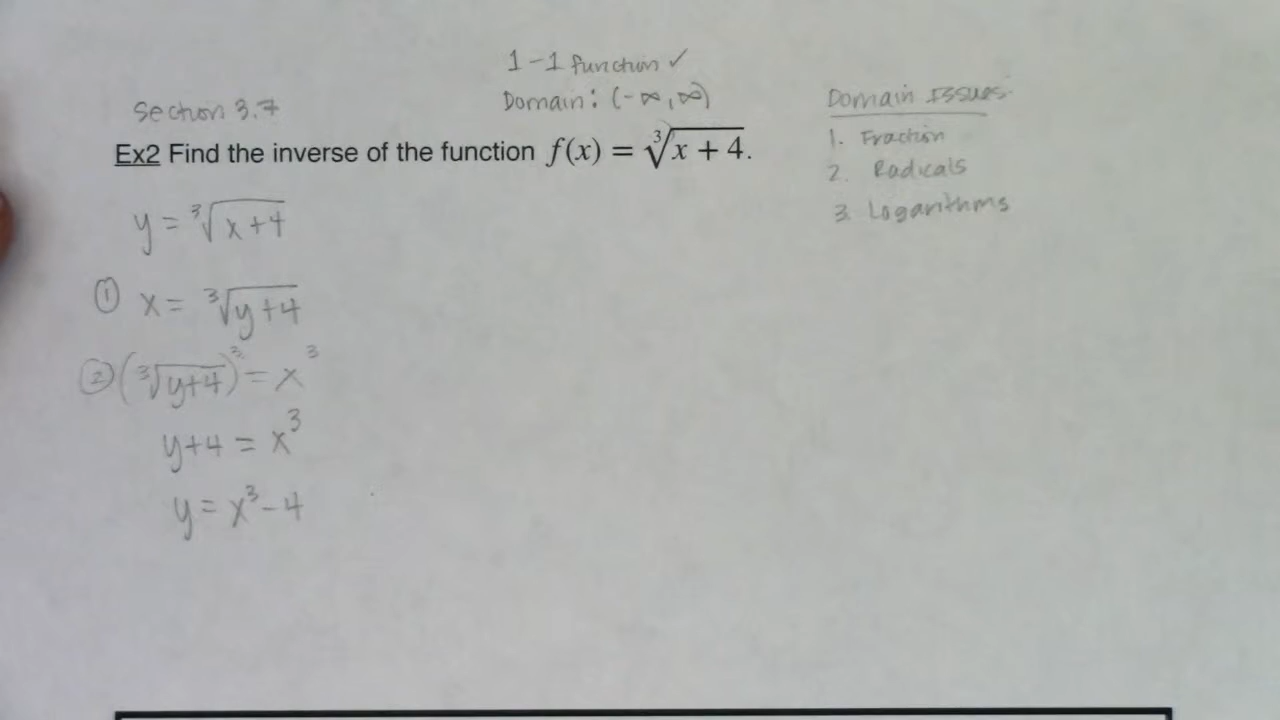 1-1 function ✓
Section 3.7
Domain: (-∞, ∞)
Ex2 Find the inverse of the function f(x) = ∛(x + 4).
Domain Issues:
1. Fraction
2. Radicals
3. Logarithms
y = ∛(x+4)
① x = ∛(y+4)
② (∛(y+4))³ = x³
y+4 = x³
y = x³ - 4